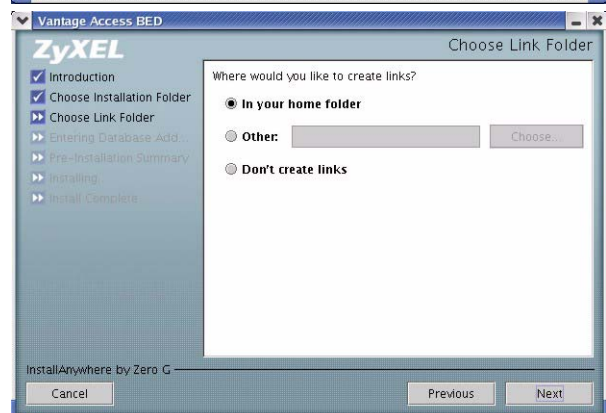 Vantage Access BED
ZyXEL
Choose Link Folder
Introduction
Choose Installation Folder
Choose Link Folder
Entering Database Add...
Pre-Installation Summary
Installing...
Install Complete
Where would you like to create links?
In your home folder
Other:
Choose...
Don't create links
InstallAnywhere by Zero G
Cancel
Previous
Next